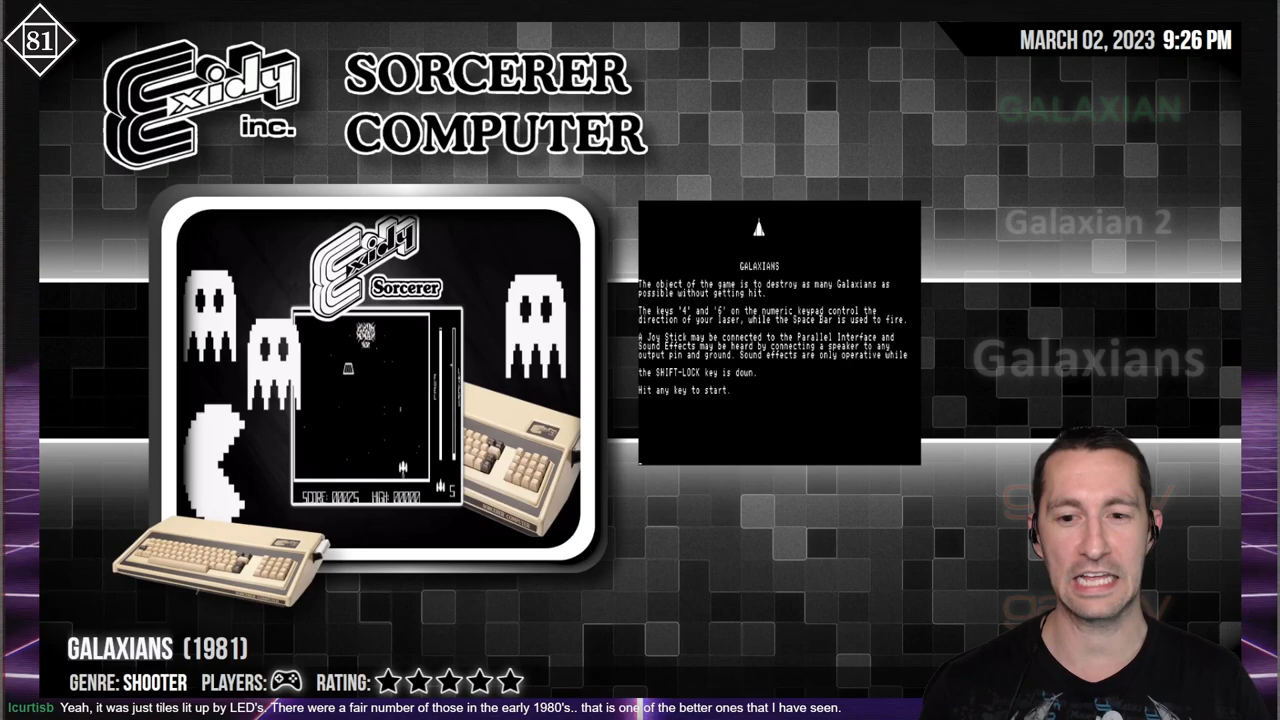 81
MARCH 02, 2023 9:26 PM
Exidy
inc.
SORCERER
COMPUTER
GALAXIAN
Galaxian 2
Galaxians
Exidy
Sorcerer
SCORE: 00075 HIGH: 00000
5
GALAXIANS
The object of the game is to destroy as many Galaxians as
possible without getting hit.
The keys '4' and '6' on the numeric keypad control the
direction of your laser, while the Space Bar is used to fire.
A Joy Stick may be connected to the Parallel Interface and
Sound Effects may be heard by connecting a speaker to any
output pin and ground. Sound effects are only operative while
the SHIFT-LOCK key is down.
Hit any key to start.
GALAXIANS (1981)
GENRE: SHOOTER PLAYERS: RATING:
lcurtisb Yeah, it was just tiles lit up by LED's. There were a fair number of those in the early 1980's.. that is one of the better ones that I have seen.